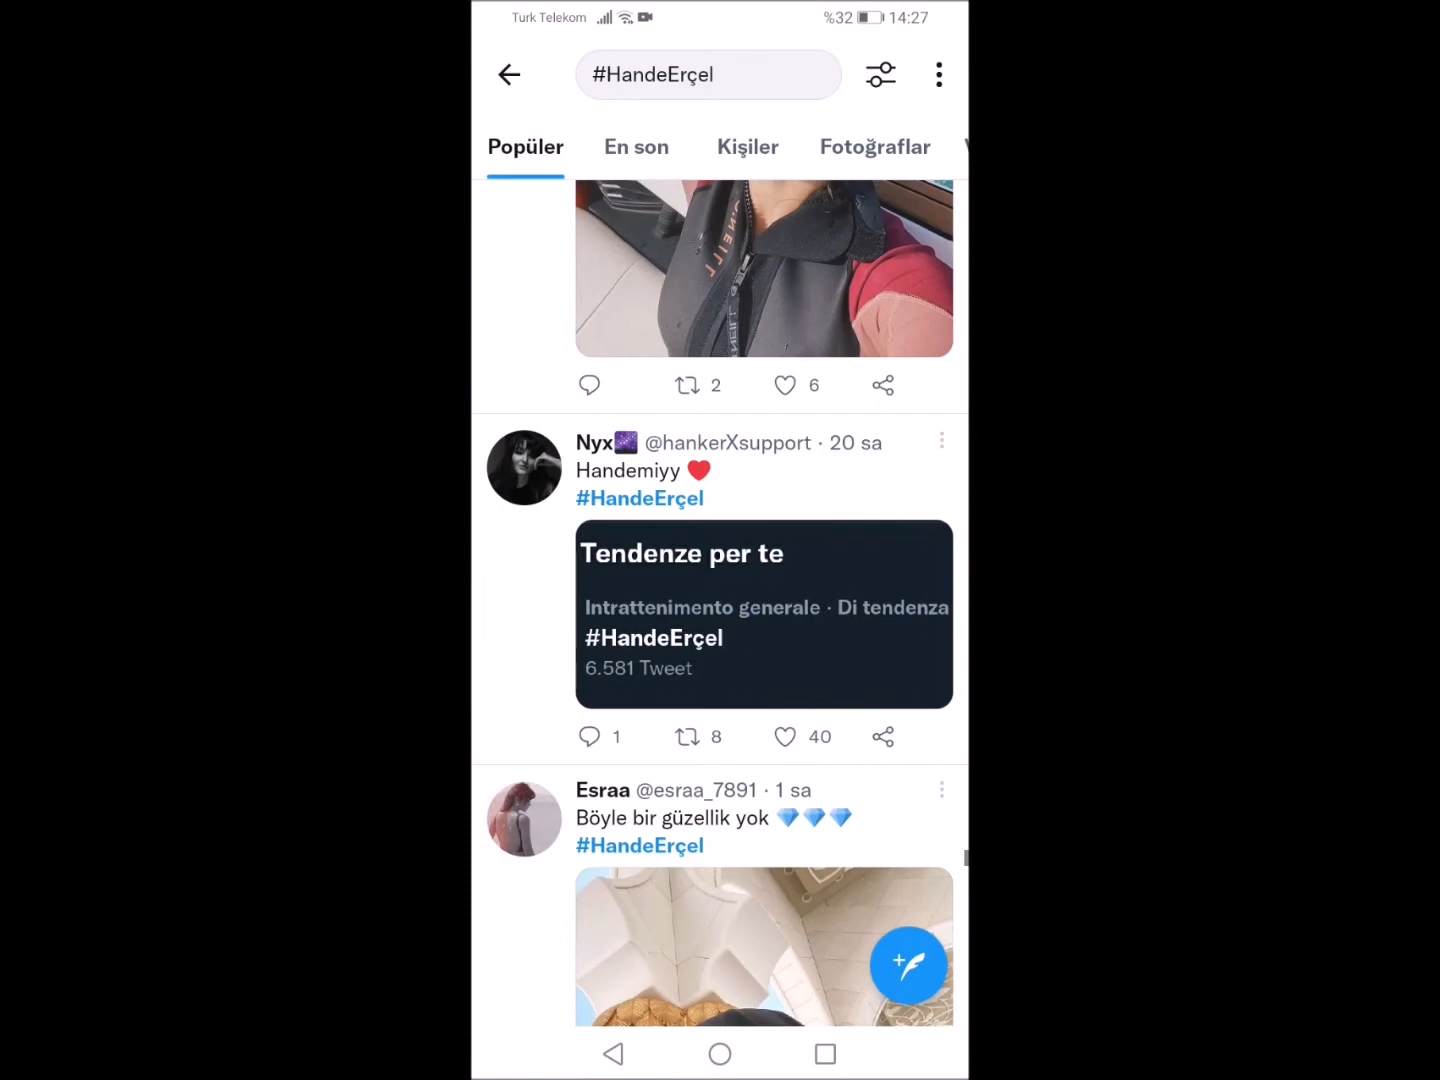 Turk Telekom %32 14:27
#HandeErçel
Popüler En son Kişiler Fotoğraflar
O'NEILL
2 6
Nyx🌌 @hankerXsupport · 20 sa
Handemiyy ❤️
#HandeErçel
Tendenze per te
Intrattenimento generale · Di tendenza
#HandeErçel
6.581 Tweet
1 8 40
Esraa @esraa_7891 · 1 sa
Böyle bir güzellik yok 💎💎💎
#HandeErçel